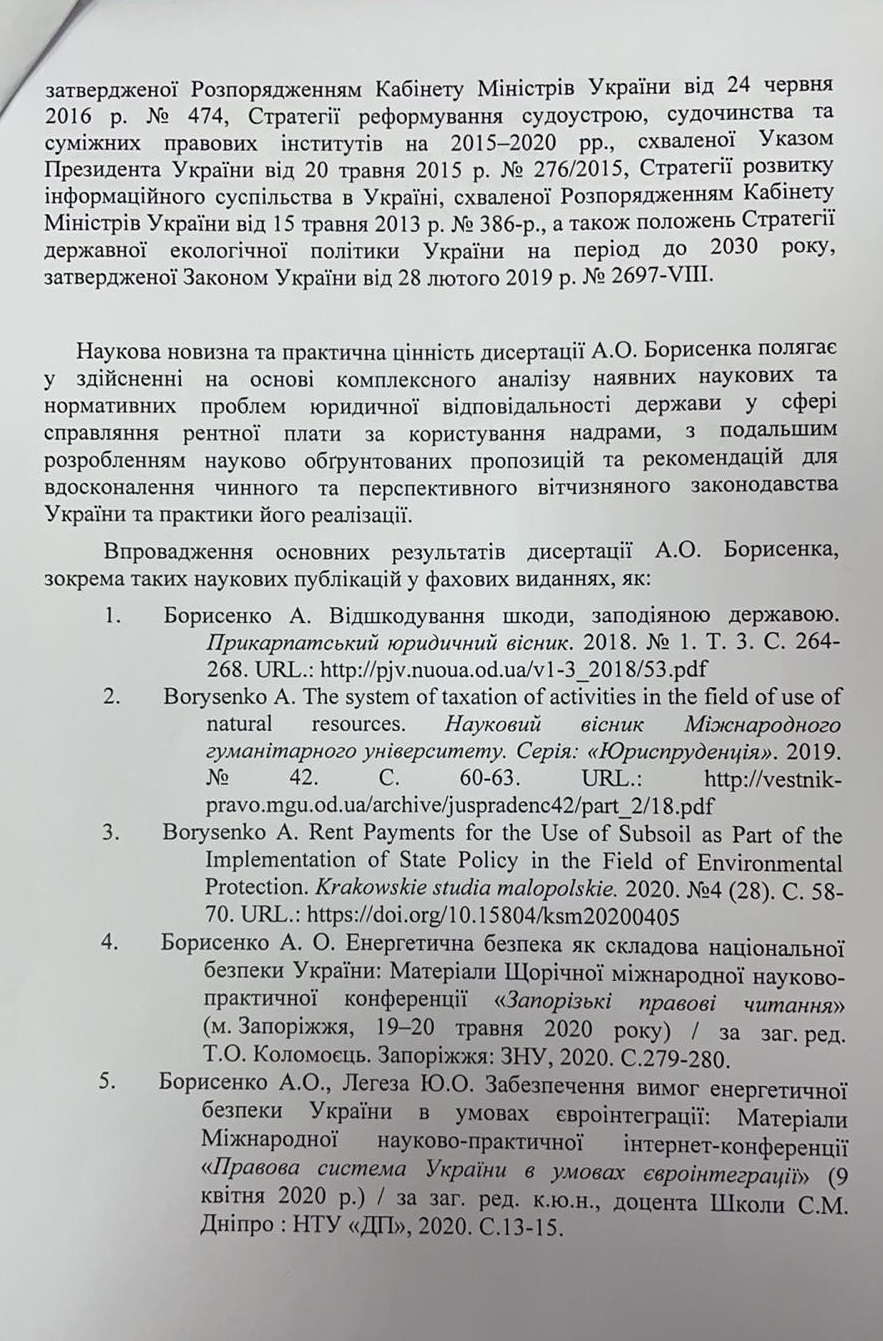 затвердженої Розпорядженням Кабінету Міністрів України від 24 червня
2016 р. № 474, Стратегії реформування судоустрою, судочинства та
суміжних правових інститутів на 2015–2020 рр., схваленої Указом
Президента України від 20 травня 2015 р. № 276/2015, Стратегії розвитку
інформаційного суспільства в Україні, схваленої Розпорядженням Кабінету
Міністрів України від 15 травня 2013 р. № 386-р., а також положень Стратегії
державної екологічної політики України на період до 2030 року,
затвердженої Законом України від 28 лютого 2019 р. № 2697-VIII.
Наукова новизна та практична цінність дисертації А.О. Борисенка полягає
у здійсненні на основі комплексного аналізу наявних наукових та
нормативних проблем юридичної відповідальності держави у сфері
справляння рентної плати за користування надрами, з подальшим
розробленням науково обґрунтованих пропозицій та рекомендацій для
вдосконалення чинного та перспективного вітчизняного законодавства
України та практики його реалізації.
Впровадження основних результатів дисертації А.О. Борисенка,
зокрема таких наукових публікацій у фахових виданнях, як:
1. Борисенко А. Відшкодування шкоди, заподіяною державою.
Прикарпатський юридичний вісник. 2018. № 1. Т. 3. С. 264-
268. URL.: http://pjv.nuoua.od.ua/v1-3_2018/53.pdf
2. Borysenko A. The system of taxation of activities in the field of use of
natural resources. Науковий вісник Міжнародного
гуманітарного університету. Серія: «Юриспруденція». 2019.
№ 42. С. 60-63. URL.: http://vestnik-
pravo.mgu.od.ua/archive/juspradenc42/part_2/18.pdf
3. Borysenko A. Rent Payments for the Use of Subsoil as Part of the
Implementation of State Policy in the Field of Environmental
Protection. Krakowskie studia malopolskie. 2020. №4 (28). С. 58-
70. URL.: https://doi.org/10.15804/ksm20200405
4. Борисенко А. О. Енергетична безпека як складова національної
безпеки України: Матеріали Щорічної міжнародної науково-
практичної конференції «Запорізькі правові читання»
(м. Запоріжжя, 19–20 травня 2020 року) / за заг. ред.
Т.О. Коломоєць. Запоріжжя: ЗНУ, 2020. С.279-280.
5. Борисенко А.О., Легеза Ю.О. Забезпечення вимог енергетичної
безпеки України в умовах євроінтеграції: Матеріали
Міжнародної науково-практичної інтернет-конференції
«Правова система України в умовах євроінтеграції» (9
квітня 2020 р.) / за заг. ред. к.ю.н., доцента Школи С.М.
Дніпро : НТУ «ДП», 2020. С.13-15.